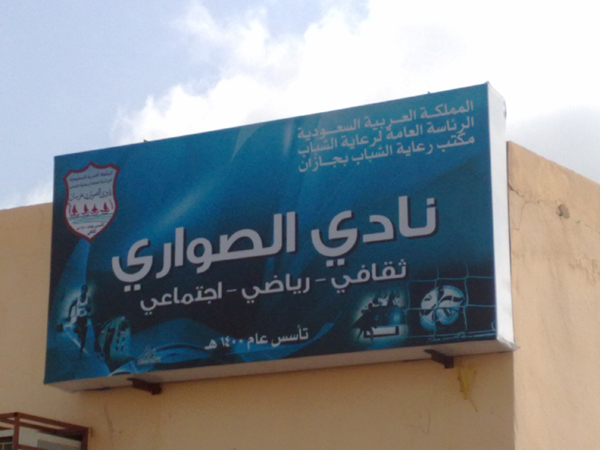 المملكة العربية السعودية
الرئاسة العامة لرعاية الشباب
مكتب رعاية الشباب بجازان
نادي الصواري
ثقافي - رياضي - اجتماعي
تأسس عام ١٤٠٠ هـ